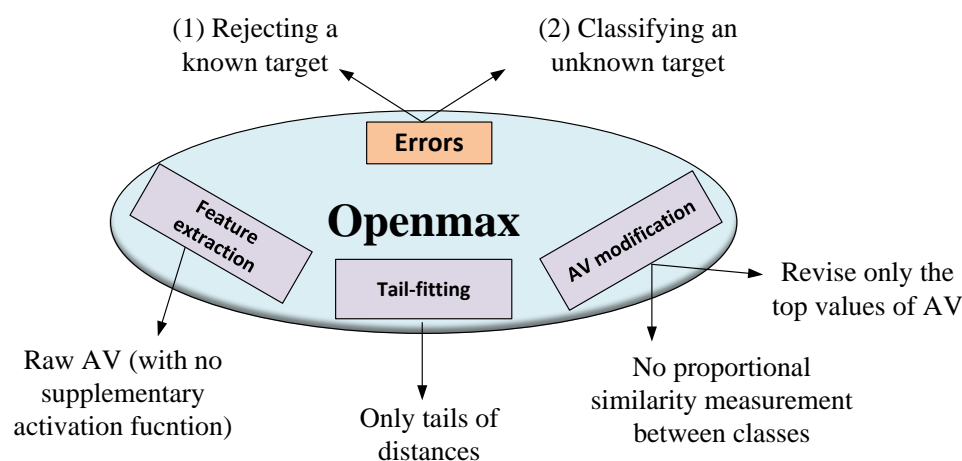 (1) Rejecting a
known target
(2) Classifying an
unknown target
Errors
Openmax
Feature
extraction
Tail-fitting
AV modification
Revise only the
top values of AV
Raw AV (with no
supplementary
activation fucntion)
Only tails of
distances
No proportional
similarity measurement
between classes